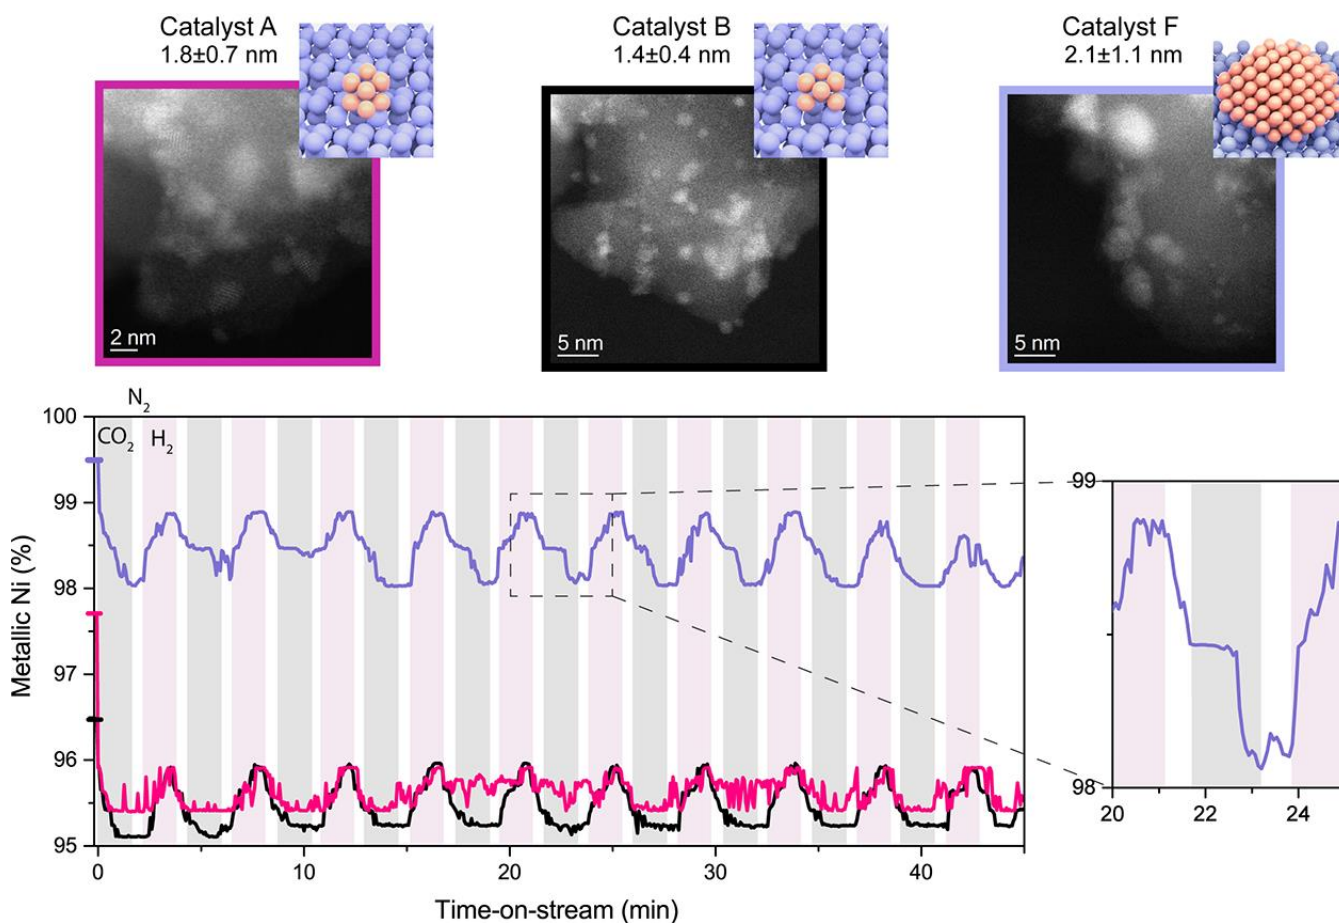 Catalyst A
1.8±0.7 nm
Catalyst B
1.4±0.4 nm
Catalyst F
2.1±1.1 nm
2 nm
5 nm
5 nm
N₂
CO₂ H₂
100
99
98
97
96
95
Metallic Ni (%)
0
10
20
30
40
Time-on-stream (min)
99
98
20
22
24